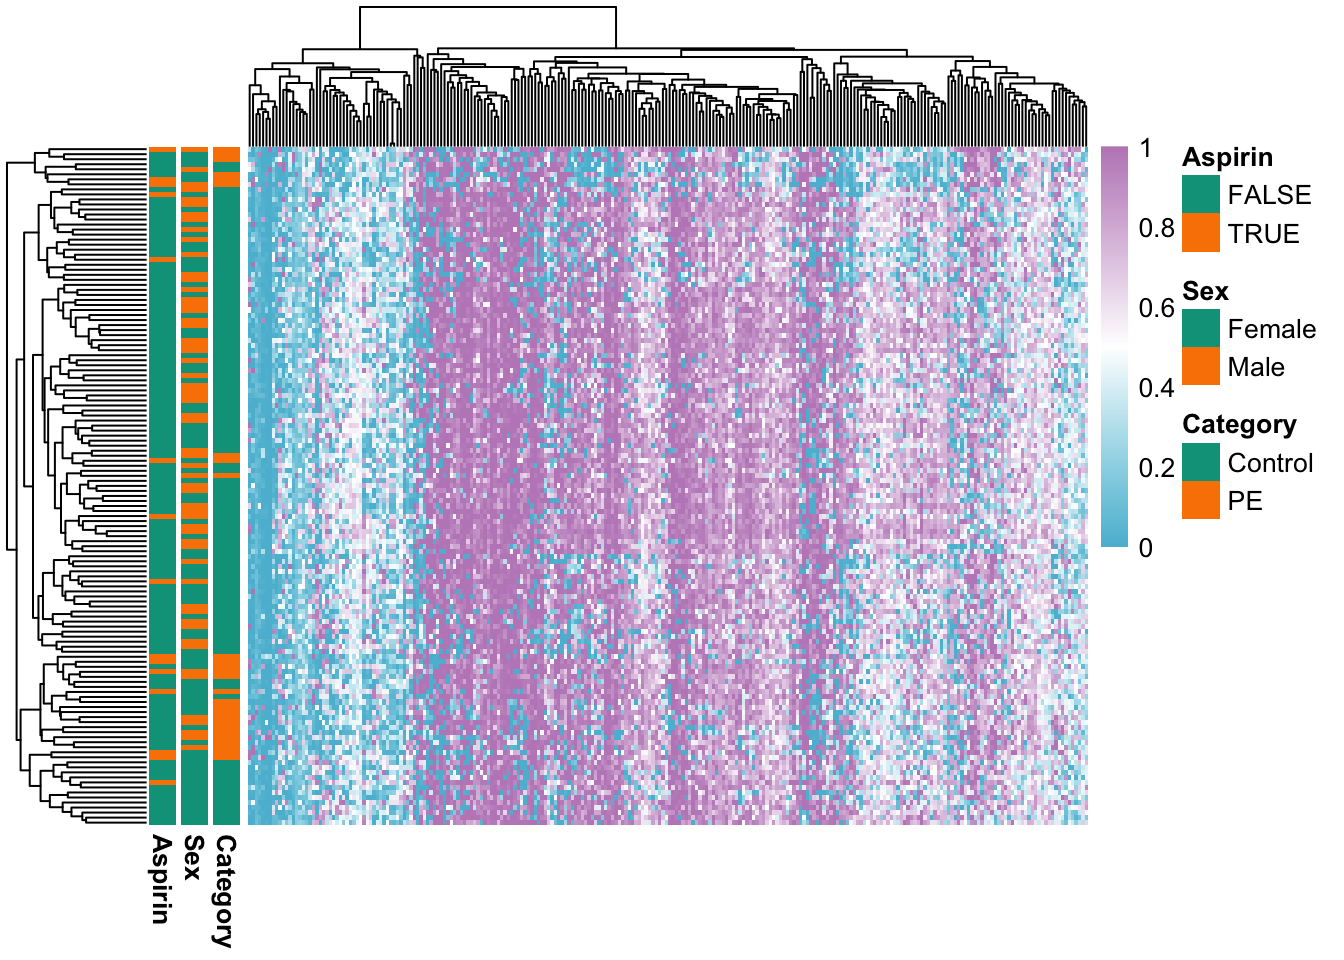 1
0.8
0.6
0.4
0.2
0
Aspirin
FALSE
TRUE
Sex
Female
Male
Category
Control
PE
Aspirin
Sex
Category